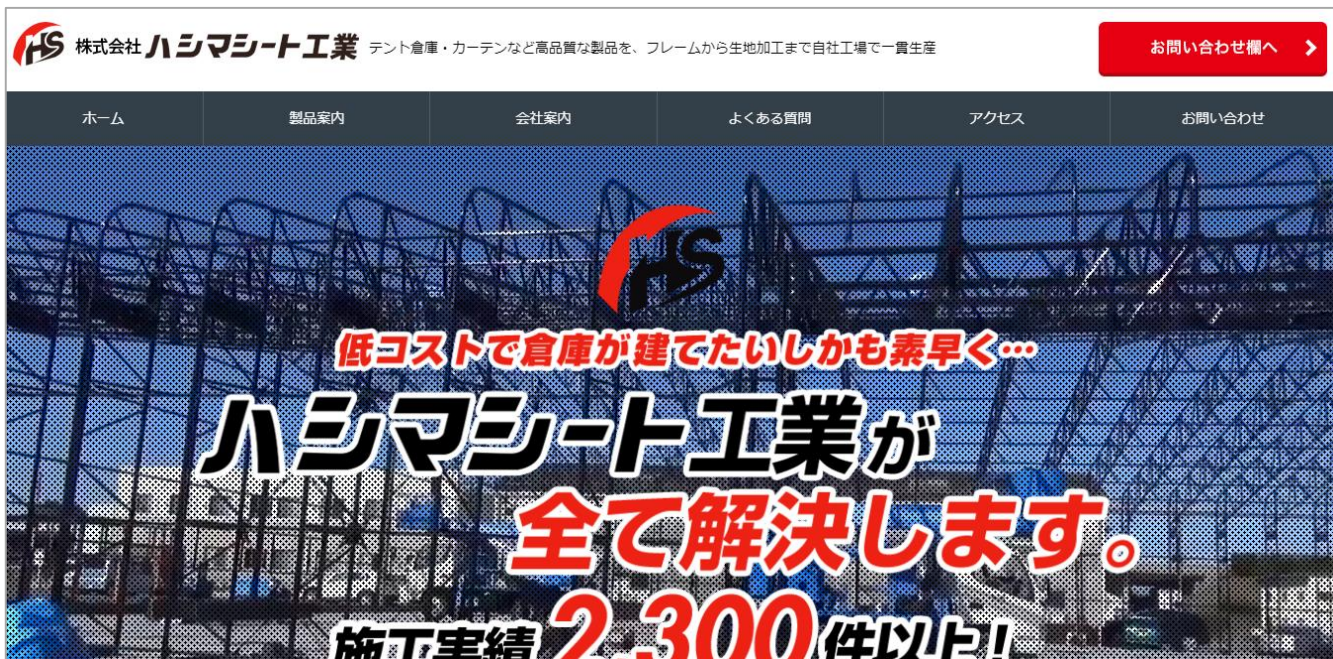 HS 株式会社 ハシマシート工業 テント倉庫・カーテンなど高品質な製品を、フレームから生地加工まで自社工場で一貫生産 お問い合わせ欄へ
ホーム 製品案内 会社案内 よくある質問 アクセス お問い合わせ
HS
低コストで倉庫が建てたいしかも素早く…
ハシマシート工業が
全て解決します。
施工実績2,300件以上！